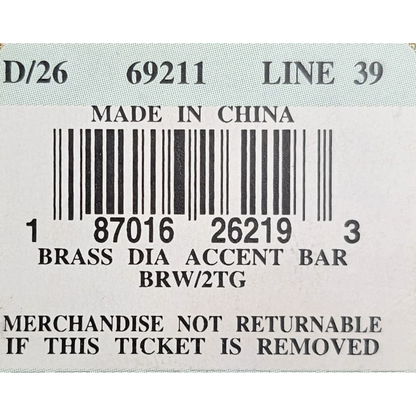 D/26 69211 LINE 39
MADE IN CHINA
1 87016 26219 3
BRASS DIA ACCENT BAR
BRW/2TG
MERCHANDISE NOT RETURNABLE
IF THIS TICKET IS REMOVED